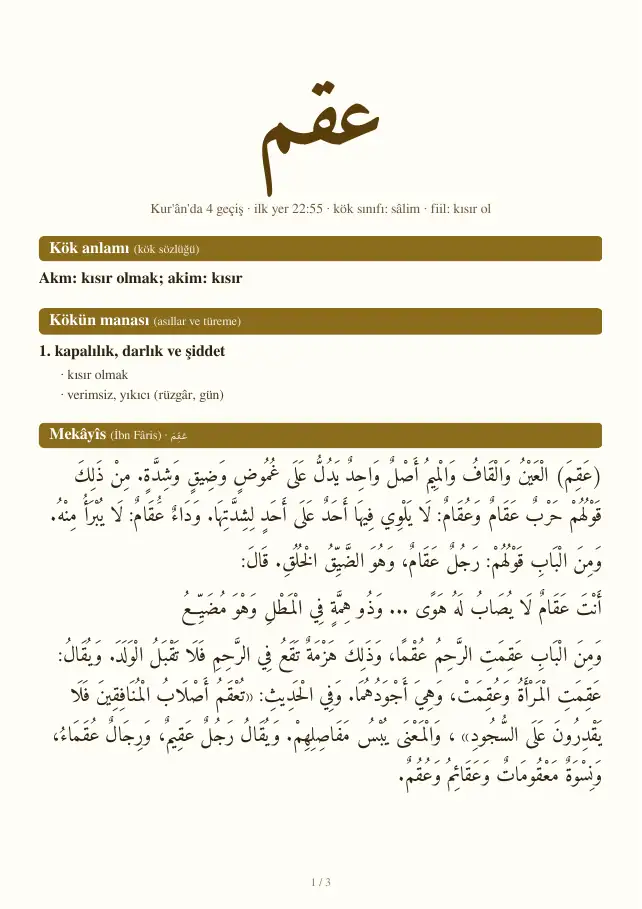 عقم
Kur'ân'da 4 geçiş · ilk yer 22:55 · kök sınıfı: sâlim · fiil: kısır ol
Kök anlamı (kök sözlüğü)
Akm: kısır olmak; akim: kısır
Kökün manası (asıllar ve türeme)
1. kapalılık, darlık ve şiddet
· kısır olmak
· verimsiz, yıkıcı (rüzgâr, gün)
Mekâyîs (İbn Fâris) · عَقِمَ
(عَقِمَ) الْعَيْنُ وَالْقَافُ وَالْمِيمُ أَصْلٌ وَاحِدٌ يَدُلُّ عَلَى غُمُوضٍ وَضِيقٍ وَشِدَّةٍ. مِنْ ذَلِكَ
قَوْلُهُمْ حَرْبٌ عَقَامٌ وَعُقَامٌ: لَا يَلْوِي فِيهَا أَحَدٌ عَلَى أَحَدٍ لِشِدَّتِهَا. وَدَاءٌ عُقَامٌ: لَا يُبْرَأُ مِنْهُ.
وَمِنَ الْبَابِ قَوْلُهُمْ: رَجُلٌ عَقَامٌ، وَهُوَ الضَّيِّقُ الْخُلُقِ. قَالَ:
أَنْتَ عَقَامٌ لَا يُصَابُ لَهُ هَوًى ... وَذُو هِمَّةٍ فِي الْمَطْلِ وَهْوَ مُضَيِّعُ
وَمِنَ الْبَابِ عَقِمَتِ الرَّحِمُ عُقْمًا، وَذَلِكَ هَزْمَةٌ تَقَعُ فِي الرَّحِمِ فَلَا تَقْبَلُ الْوَلَدَ. وَيُقَالُ:
عَقِمَتِ الْمَرْأَةُ وَعُقِمَتْ، وَهِيَ أَجْوَدُهُمَا. وَفِي الْحَدِيثِ: «تُعْقَمُ أَصْلَابُ الْمُنَافِقِينَ فَلَا
يَقْدِرُونَ عَلَى السُّجُودِ» ، وَالْمَعْنَى يُبْسُ مَفَاصِلِهِمْ. وَيُقَالُ رَجُلٌ عَقِيمٌ، وَرِجَالٌ عُقَمَاءُ،
وَنِسْوَةٌ مَعْقُومَاتٌ وَعَقَائِمُ وَعُقُمٌ.
1 / 3